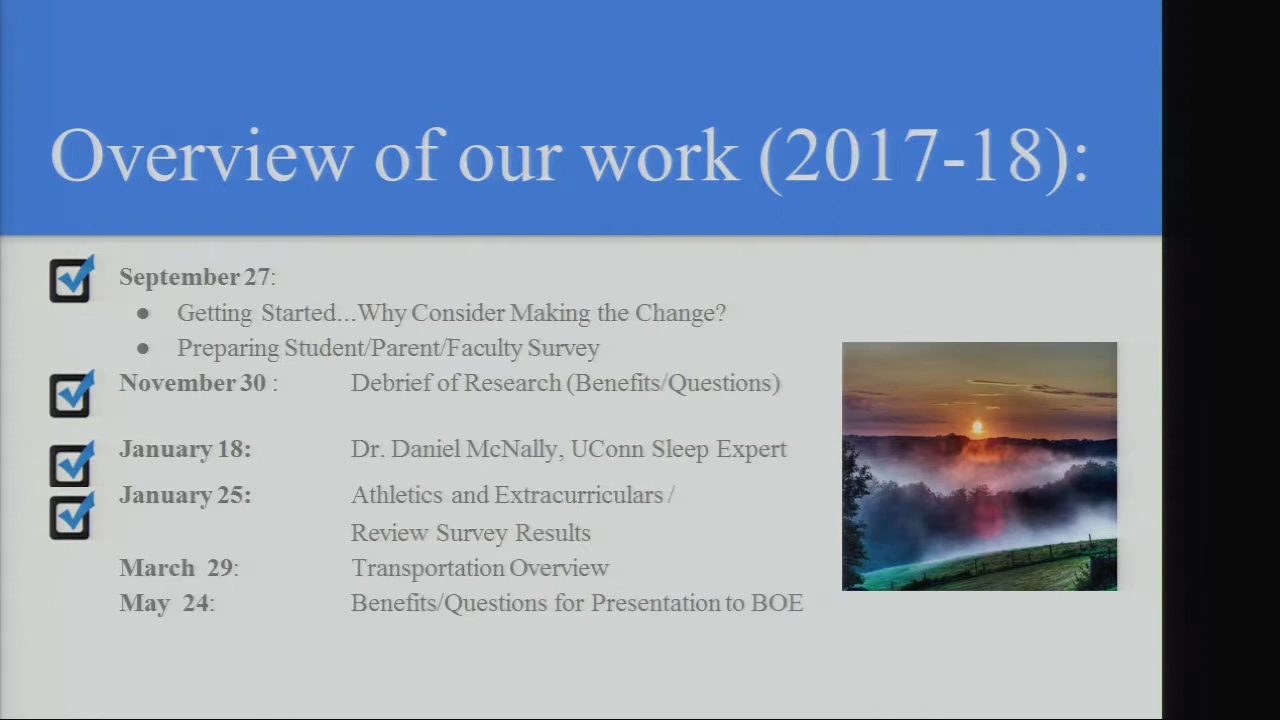 Overview of our work (2017-18):
September 27:
● Getting Started...Why Consider Making the Change?
● Preparing Student/Parent/Faculty Survey
November 30 : Debrief of Research (Benefits/Questions)
January 18: Dr. Daniel McNally, UConn Sleep Expert
January 25: Athletics and Extracurriculars /
Review Survey Results
March 29: Transportation Overview
May 24: Benefits/Questions for Presentation to BOE